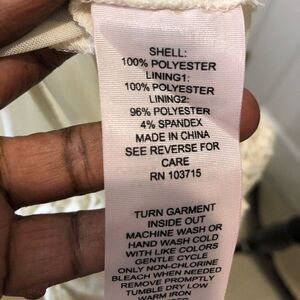 SHELL:
100% POLYESTER
LINING1:
100% POLYESTER
LINING2:
96% POLYESTER
4% SPANDEX
MADE IN CHINA
SEE REVERSE FOR
CARE
RN 103715
TURN GARMENT
INSIDE OUT
MACHINE WASH OR
HAND WASH COLD
WITH LIKE COLORS
GENTLE CYCLE
ONLY NON-CHLORINE
BLEACH WHEN NEEDED
REMOVE PROMPTLY
TUMBLE DRY LOW
WARM IRON